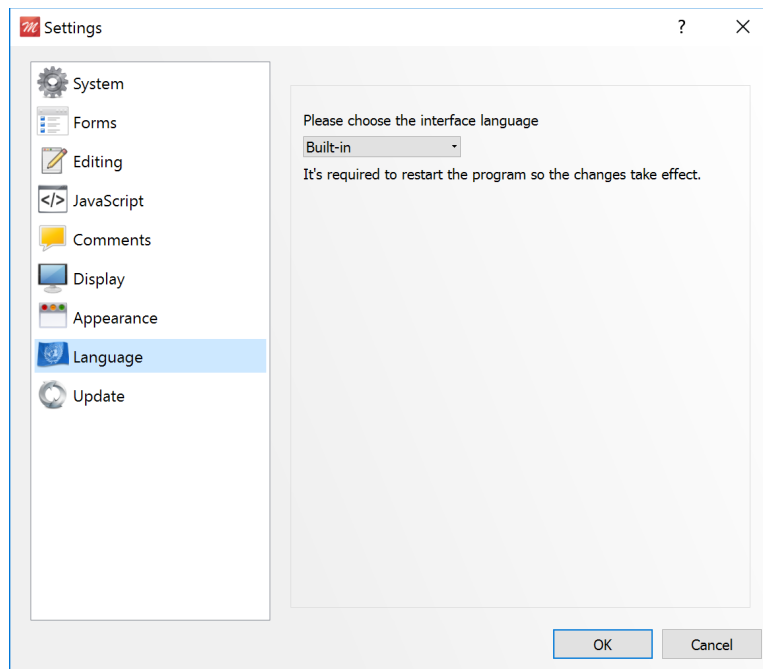 Settings
?
System
Forms
Editing
JavaScript
Comments
Display
Appearance
Language
Update
Please choose the interface language
Built-in
It's required to restart the program so the changes take effect.
OK
Cancel